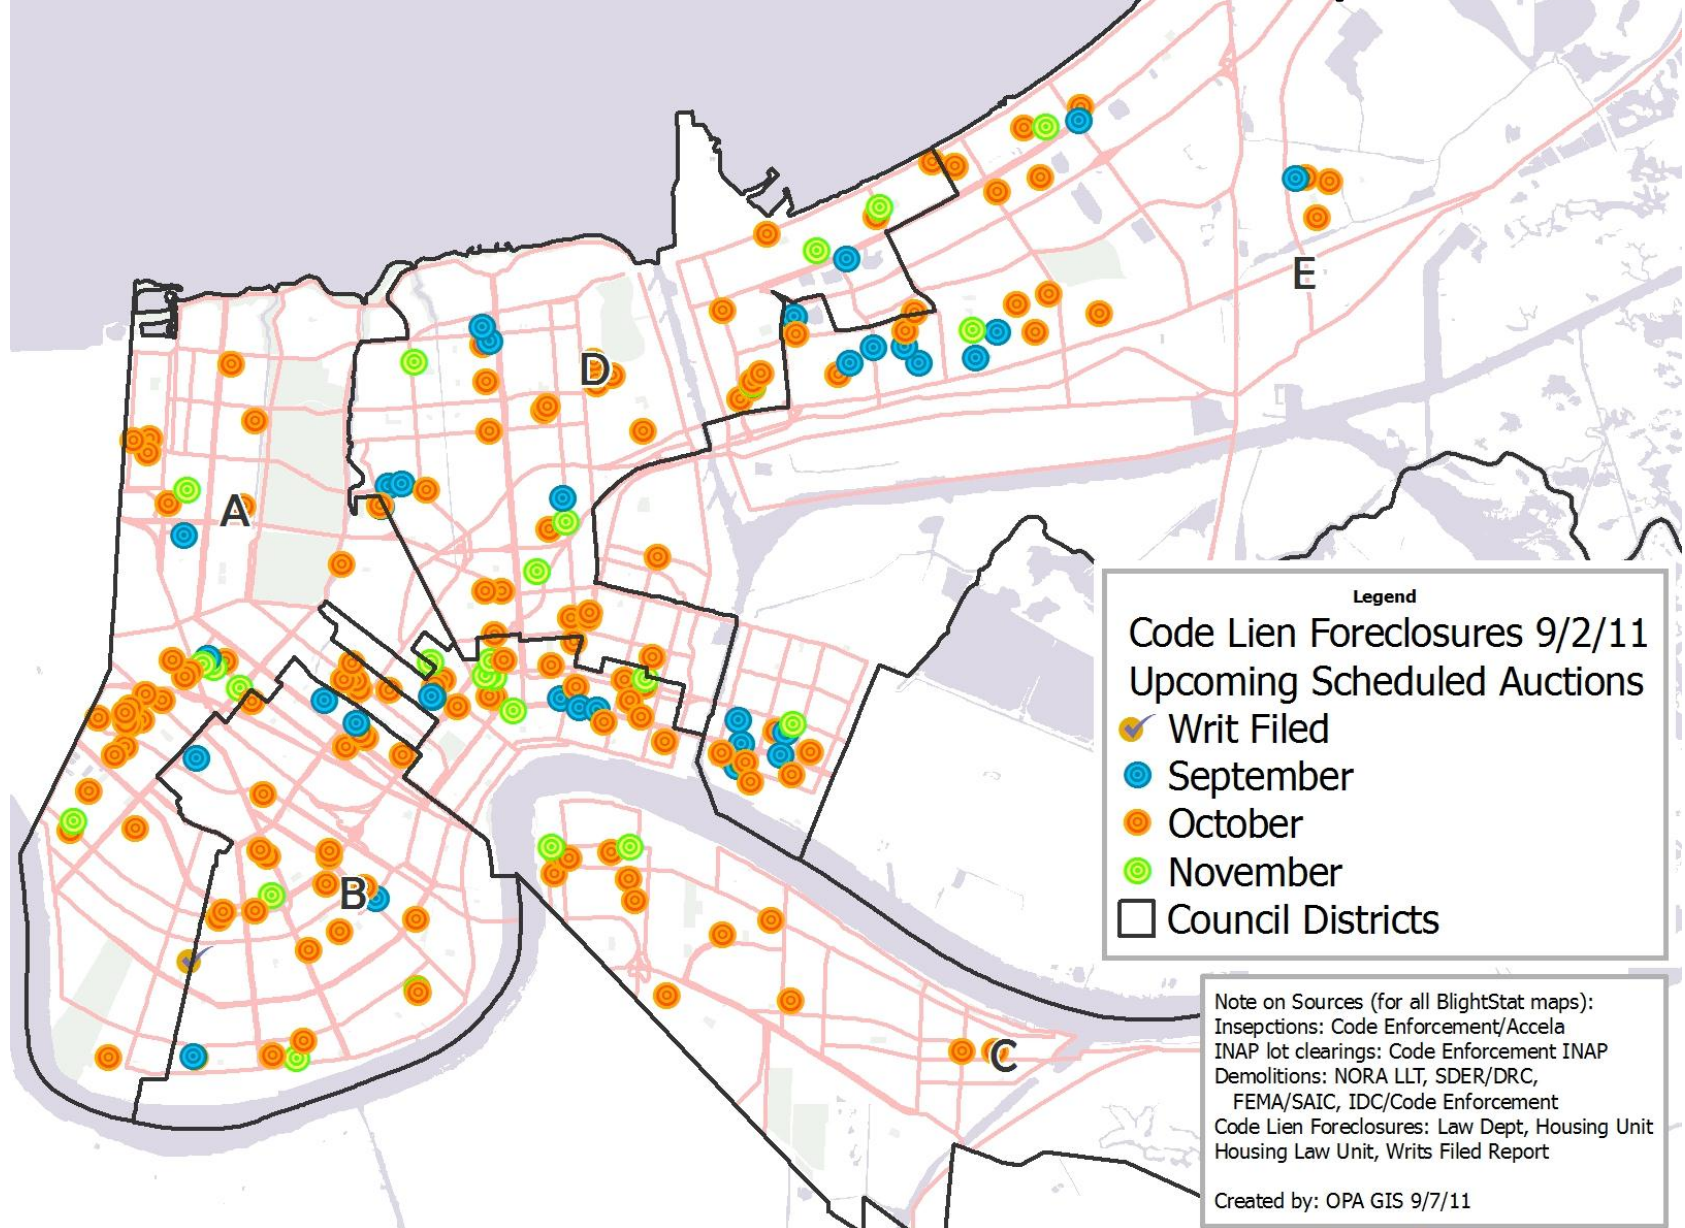 E
D
A
B
C
Legend
Code Lien Foreclosures 9/2/11
Upcoming Scheduled Auctions
Writ Filed
September
October
November
Council Districts
Note on Sources (for all BlightStat maps):
Insepctions: Code Enforcement/Accela
INAP lot clearings: Code Enforcement INAP
Demolitions: NORA LLT, SDER/DRC,
FEMA/SAIC, IDC/Code Enforcement
Code Lien Foreclosures: Law Dept, Housing Unit
Housing Law Unit, Writs Filed Report
Created by: OPA GIS 9/7/11